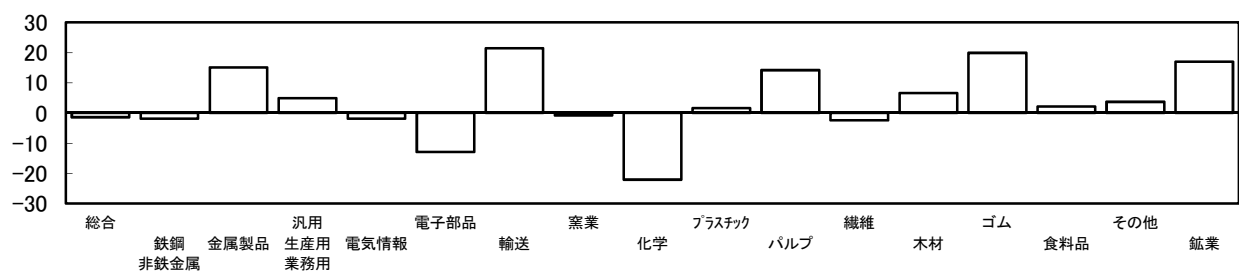 30
20
10
0
-10
-20
-30
総合
鉄鋼
非鉄金属
金属製品
汎用
生産用
業務用
電気情報
電子部品
輸送
窯業
化学
ﾌﾟﾗｽﾁｯｸ
パルプ
繊維
木材
ゴム
食料品
その他
鉱業